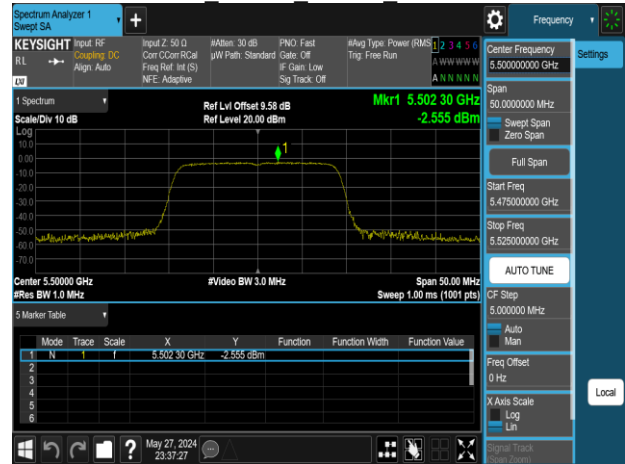 Spectrum Analyzer 1
Swept SA
Frequency
KEYSIGHT
RL
LXI
Input: RF
Coupling: DC
Align: Auto
Input Z: 50 Ω
Corr CCorr RCal
Freq Ref: Int (S)
NFE: Adaptive
#Atten: 30 dB
µW Path: Standard
PNO: Fast
Gate: Off
IF Gain: Low
Sig Track: Off
#Avg Type: Power (RMS
Trig: Free Run
1 2 3 4 5 6
A W W W W W
A N N N N N
1 Spectrum
Scale/Div 10 dB
Ref Lvl Offset 9.58 dB
Ref Level 20.00 dBm
Mkr1 5.502 30 GHz
-2.555 dBm
Log
10.0
0.00
-10.0
-20.0
-30.0
-40.0
-50.0
-60.0
-70.0
1
Center 5.50000 GHz
#Res BW 1.0 MHz
#Video BW 3.0 MHz
Span 50.00 MHz
Sweep 1.00 ms (1001 pts)
5 Marker Table
Mode Trace Scale X Y Function Function Width Function Value
1 N 1 f 5.502 30 GHz -2.555 dBm
2
3
4
5
6
May 27, 2024
23:37:27
Center Frequency
5.500000000 GHz
Settings
Span
50.0000000 MHz
Swept Span
Zero Span
Full Span
Start Freq
5.475000000 GHz
Stop Freq
5.525000000 GHz
AUTO TUNE
CF Step
5.000000 MHz
Auto
Man
Freq Offset
0 Hz
X Axis Scale
Log
Lin
Local
Signal Track
(Span Zoom)